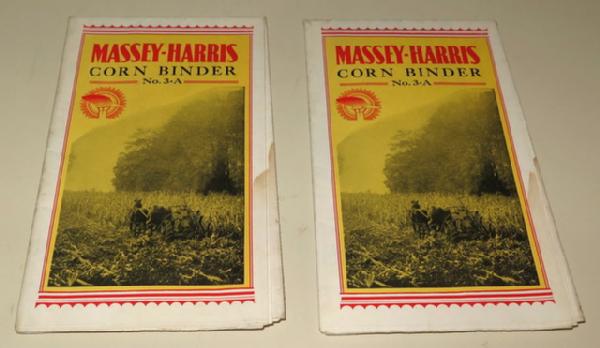 MASSEY-HARRIS
CORN BINDER
No. 3-A
MASSEY-HARRIS
CORN BINDER
No. 3-A